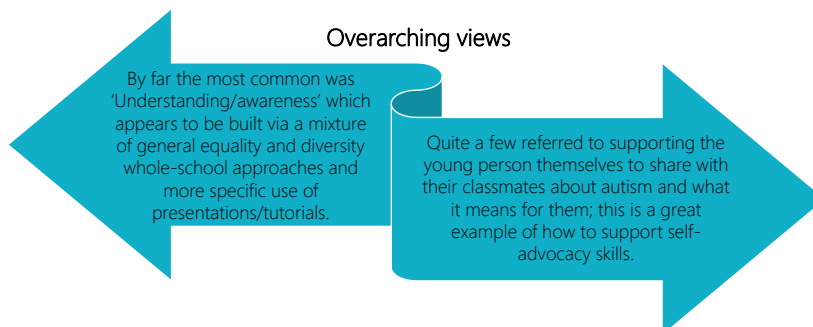 Overarching views
By far the most common was
‘Understanding/awareness’ which
appears to be built via a mixture
of general equality and diversity
whole-school approaches and
more specific use of
presentations/tutorials.
Quite a few referred to supporting the
young person themselves to share with
their classmates about autism and what
it means for them; this is a great
example of how to support self-
advocacy skills.